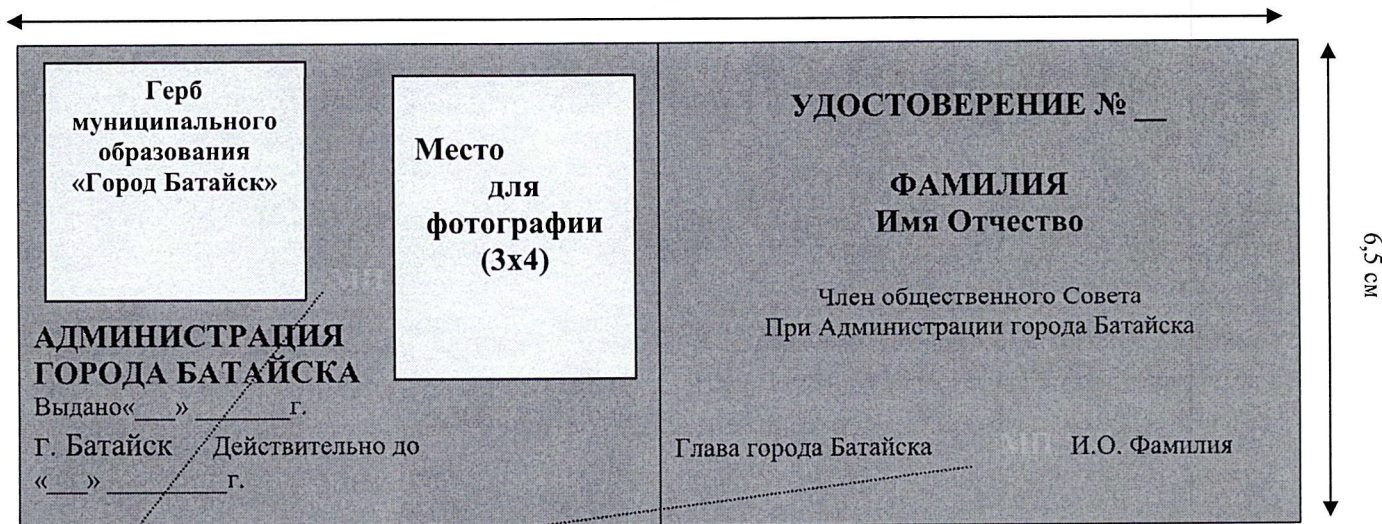 Герб
муниципального
образования
«Город Батайск»
Место
для
фотографии
(3x4)
АДМИНИСТРАЦИЯ
ГОРОДА БАТАЙСКА
Выдано«___» ________г.
г. Батайск Действительно до
«___» __________г.
УДОСТОВЕРЕНИЕ № __
ФАМИЛИЯ
Имя Отчество
Член общественного Совета
При Администрации города Батайска
Глава города Батайска МП И.О. Фамилия
6,5 см